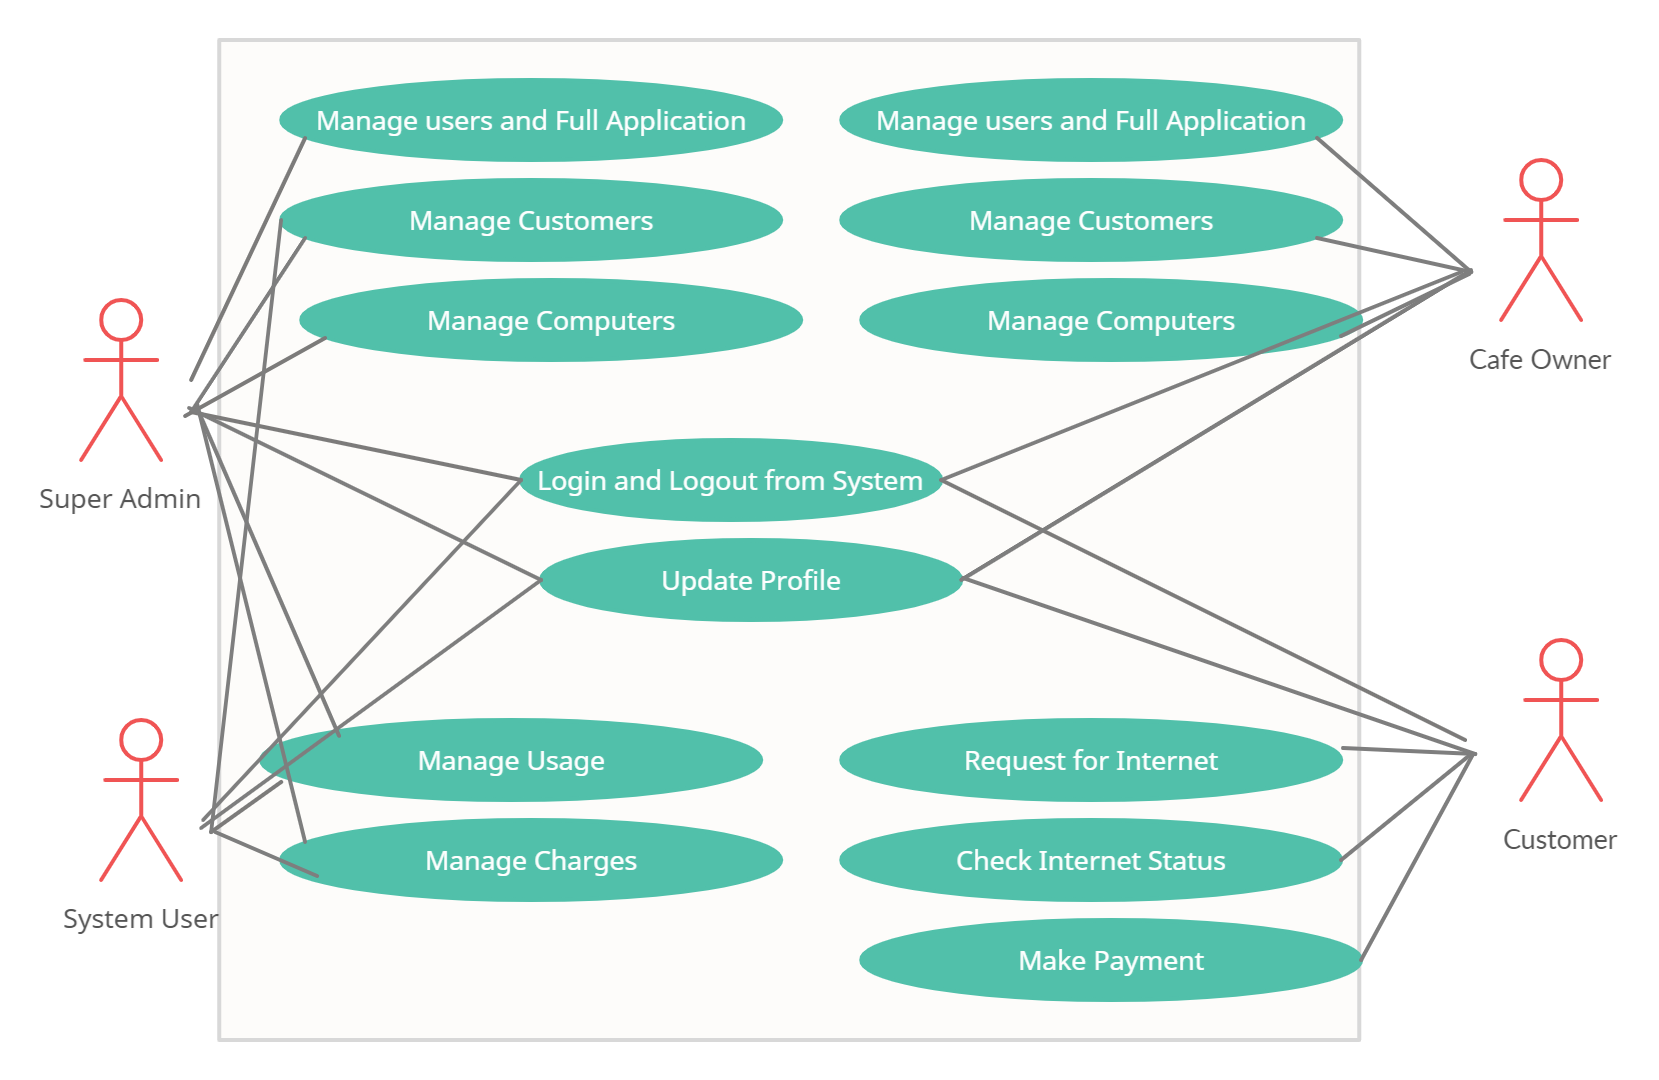 Manage users and Full Application
Manage users and Full Application
Manage Customers
Manage Customers
Manage Computers
Manage Computers
Cafe Owner
Login and Logout from System
Super Admin
Update Profile
Manage Usage
Request for Internet
Customer
Manage Charges
Check Internet Status
System User
Make Payment